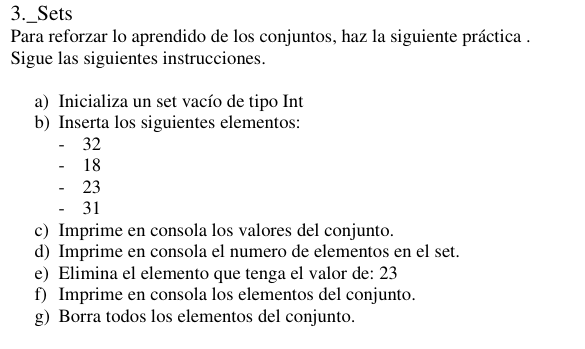 3._Sets
Para reforzar lo aprendido de los conjuntos, haz la siguiente práctica .
Sigue las siguientes instrucciones.
a) Inicializa un set vacío de tipo Int
b) Inserta los siguientes elementos:
- 32
- 18
- 23
- 31
c) Imprime en consola los valores del conjunto.
d) Imprime en consola el numero de elementos en el set.
e) Elimina el elemento que tenga el valor de: 23
f) Imprime en consola los elementos del conjunto.
g) Borra todos los elementos del conjunto.